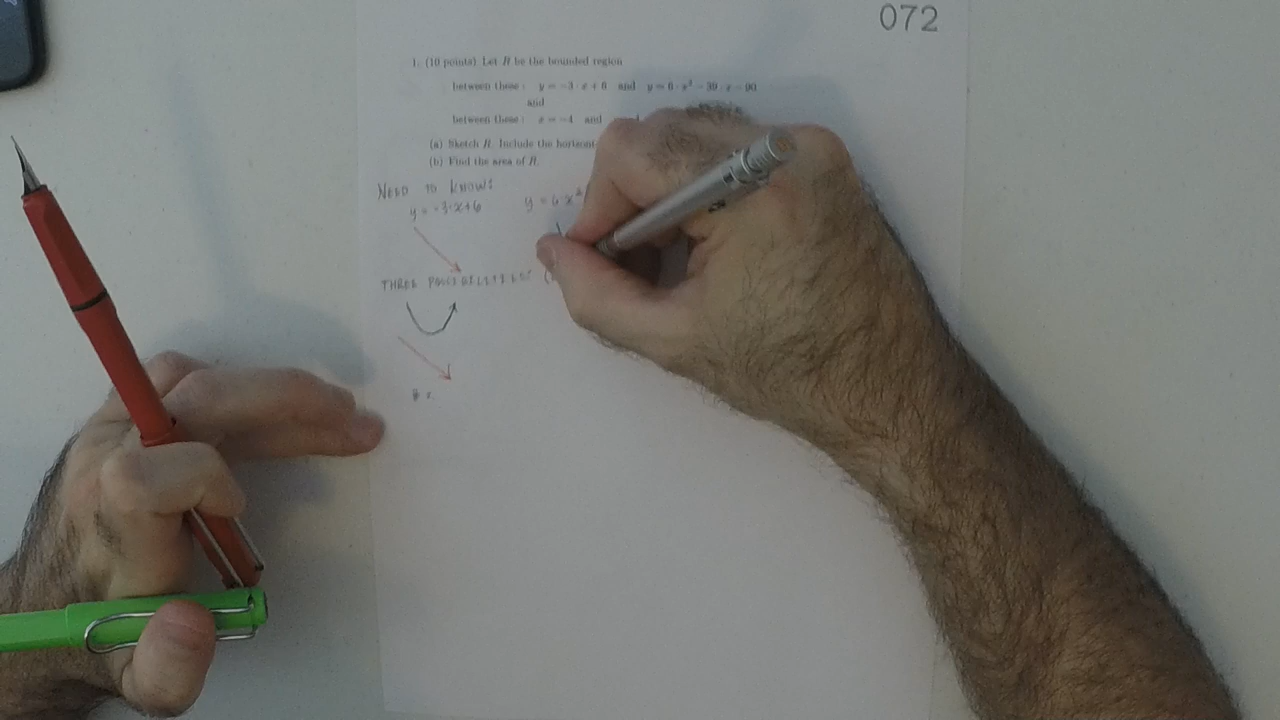 072
1. (10 points) Let R be the bounded region
between these: y = −3 · x + 6 and y = 6 · x² − 39 · x − 90
and
between these: x = −4 and
(a) Sketch R. Include the horizont
(b) Find the area of R.
NEED TO KNOW:
y = -3·x+6 y = 6 x²
THREE POSSIBILITIES: (